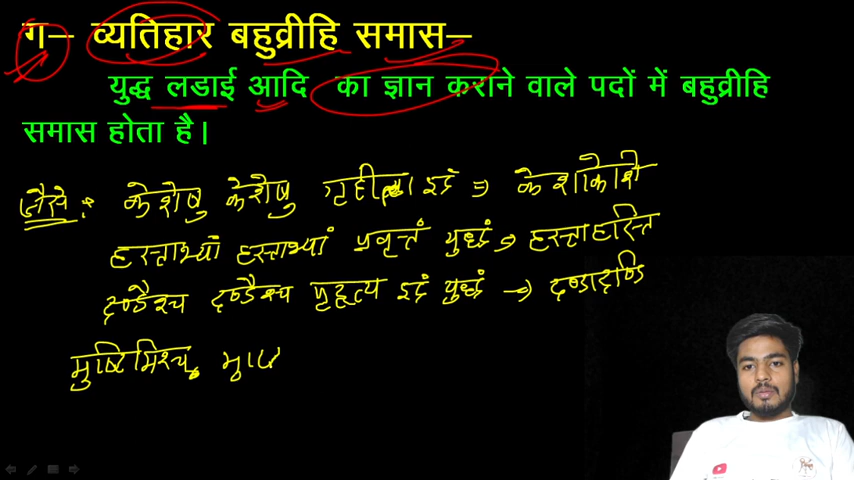 ग– व्यतिहार बहुव्रीहि समास–
युद्ध लडाई आदि का ज्ञान कराने वाले पदों में बहुव्रीहि
समास होता है।
जैसे: केशेषु केशेषु इदं ⇒ केशाकेशि
हस्ताभ्यां हस्ताभ्यां प्रवृत्तं युद्धं → हस्ताहस्ति
दण्डैश्च दण्डैश्च प्रहृत्य इदं युद्धं → दण्डादण्डि
मुष्टिभिश्च